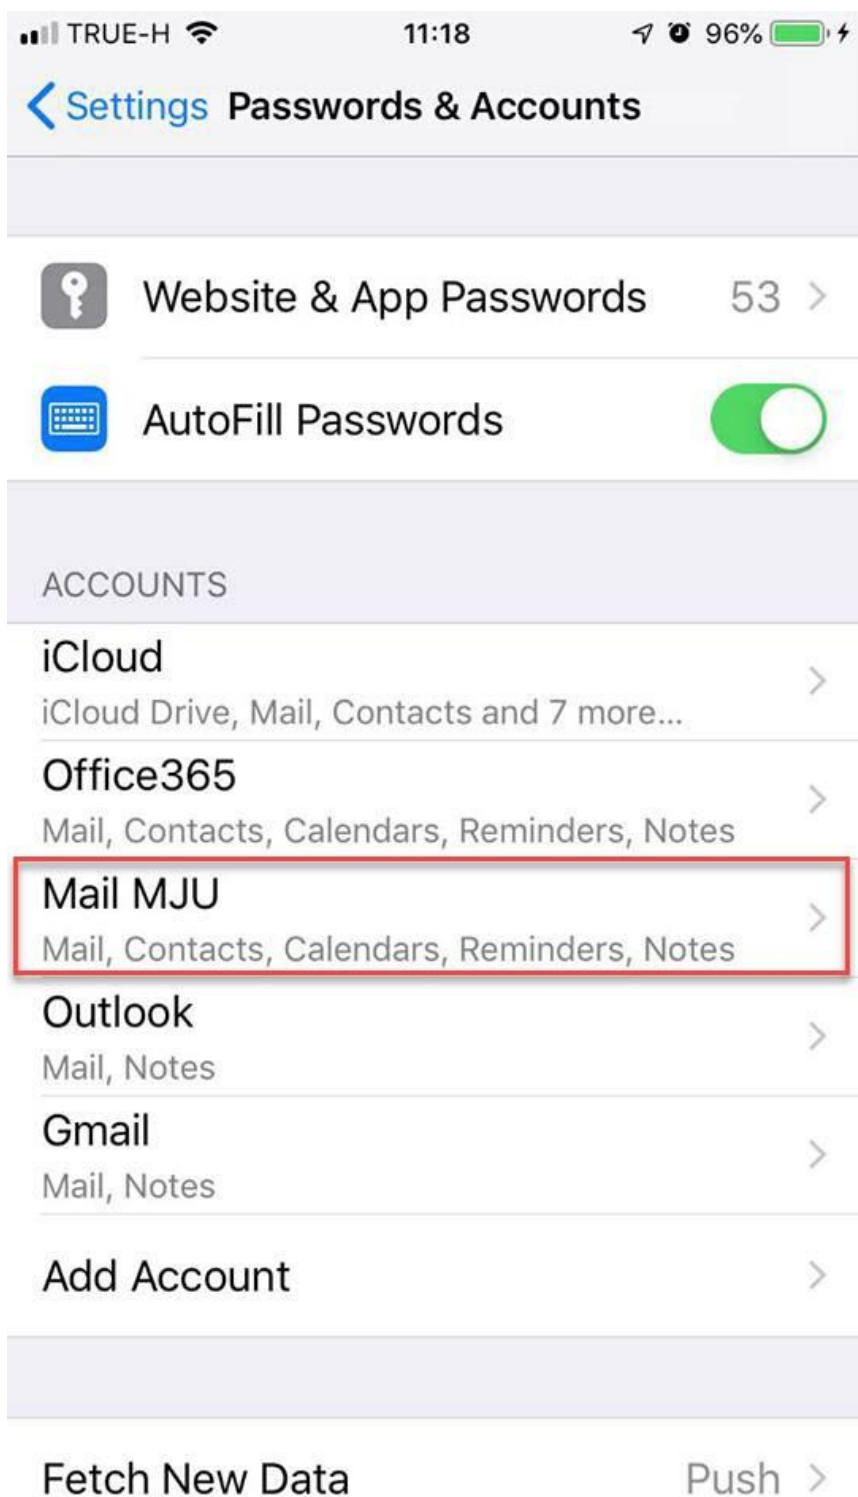 TRUE-H 11:18 96%
Settings Passwords & Accounts
Website & App Passwords 53
AutoFill Passwords
ACCOUNTS
iCloud
iCloud Drive, Mail, Contacts and 7 more...
Office365
Mail, Contacts, Calendars, Reminders, Notes
Mail MJU
Mail, Contacts, Calendars, Reminders, Notes
Outlook
Mail, Notes
Gmail
Mail, Notes
Add Account
Fetch New Data Push